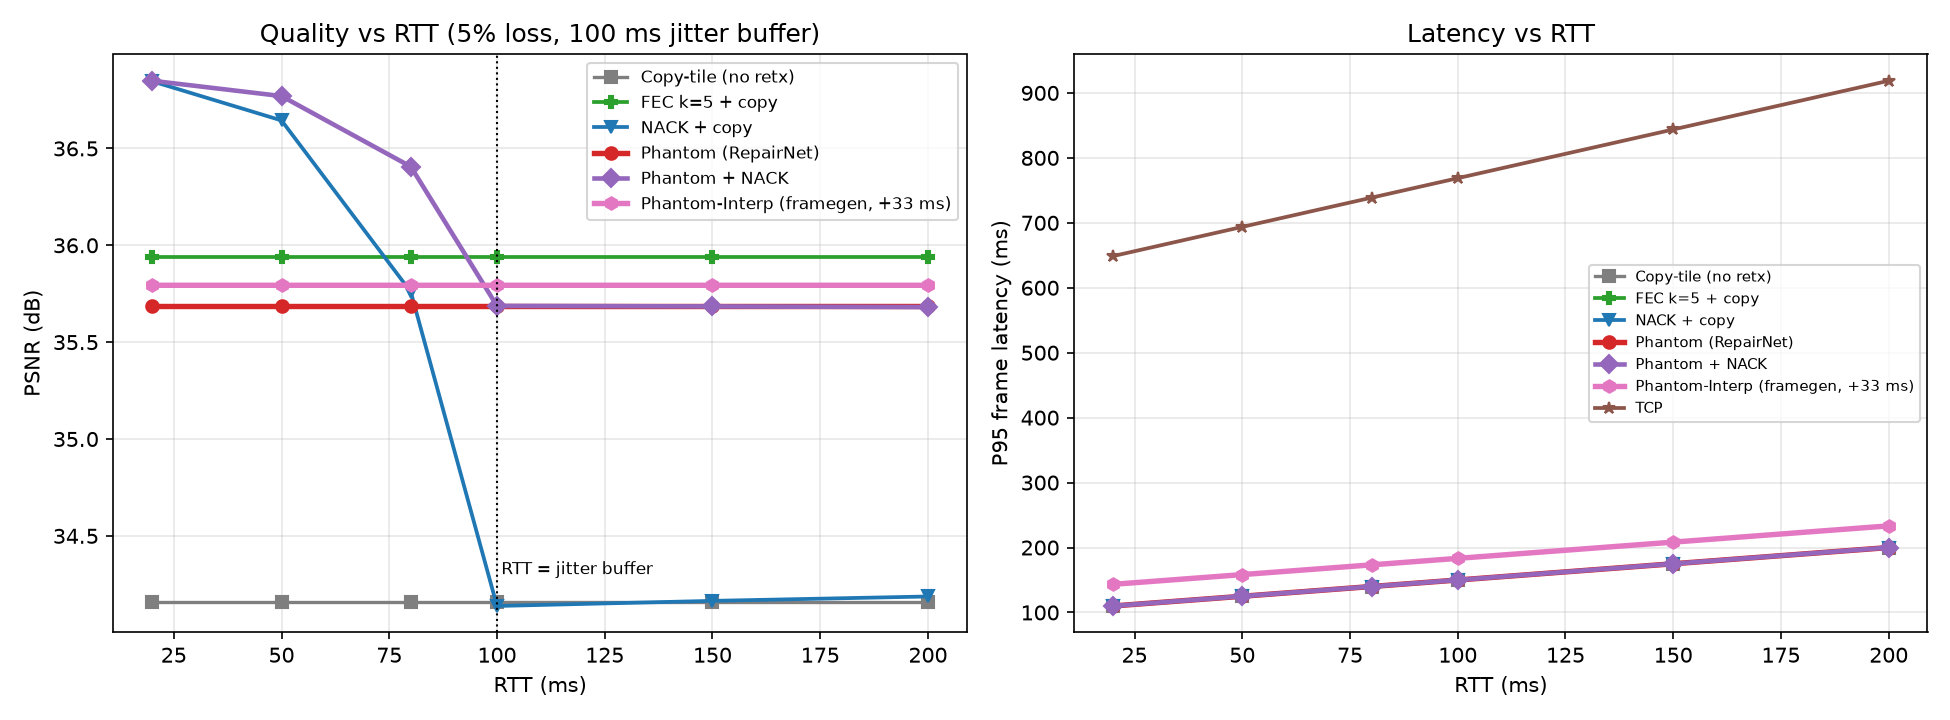 Quality vs RTT (5% loss, 100 ms jitter buffer)
PSNR (dB)
36.5
36.0
35.5
35.0
34.5
Copy-tile (no retx)
FEC k=5 + copy
NACK + copy
Phantom (RepairNet)
Phantom + NACK
Phantom-Interp (framegen, +33 ms)
RTT = jitter buffer
25 50 75 100 125 150 175 200
RTT (ms)
Latency vs RTT
P95 frame latency (ms)
900
800
700
600
500
400
300
200
100
Copy-tile (no retx)
FEC k=5 + copy
NACK + copy
Phantom (RepairNet)
Phantom + NACK
Phantom-Interp (framegen, +33 ms)
TCP
25 50 75 100 125 150 175 200
RTT (ms)